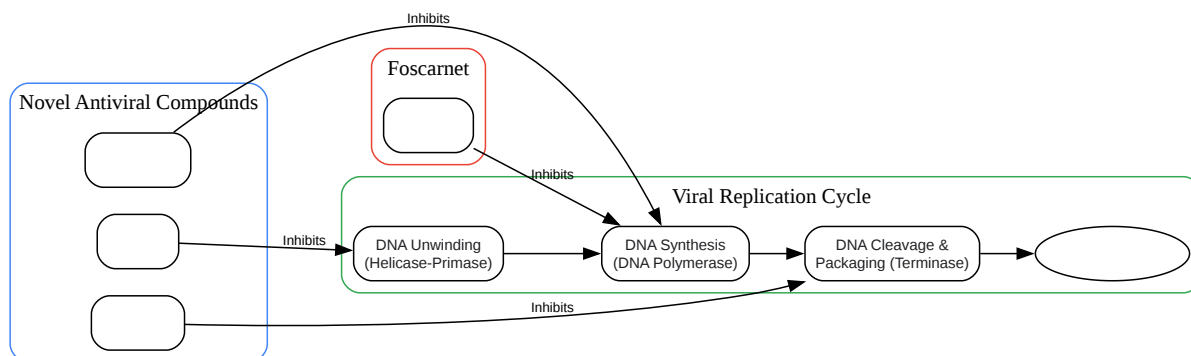 Inhibits
Foscarnet
Novel Antiviral Compounds
Inhibits
Viral Replication Cycle
Inhibits
DNA Unwinding
(Helicase-Primase)
DNA Synthesis
(DNA Polymerase)
DNA Cleavage &
Packaging (Terminase)
Inhibits